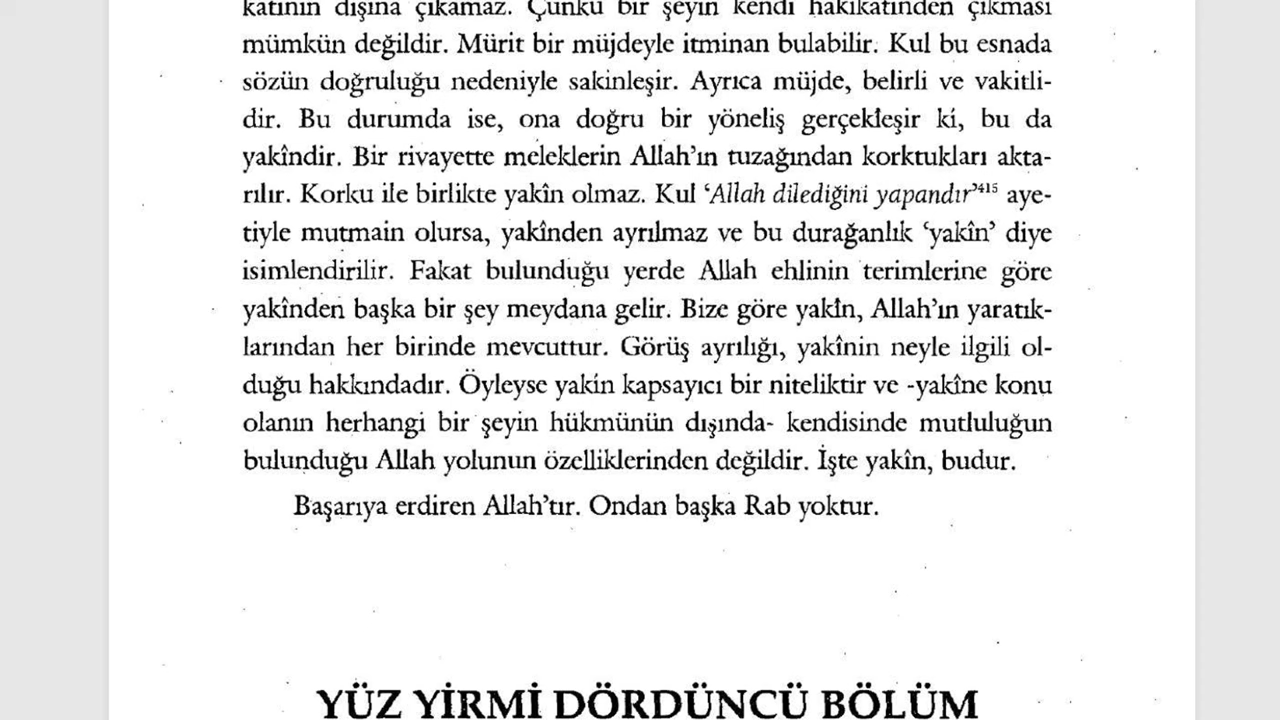 katının dışına çıkamaz. Çünkü bir şeyin kendi hakikatinden çıkması
mümkün değildir. Mürit bir müjdeyle itminan bulabilir. Kul bu esnada
sözün doğruluğu nedeniyle sakinleşir. Ayrıca müjde, belirli ve vakitli-
dir. Bu durumda ise, ona doğru bir yöneliş gerçekleşir ki, bu da
yakîndir. Bir rivayette meleklerin Allah’ın tuzağından korktukları akta-
rılır. Korku ile birlikte yakîn olmaz. Kul ‘Allah dilediğini yapandır’⁴¹⁵ aye-
tiyle mutmain olursa, yakînden ayrılmaz ve bu durağanlık ‘yakîn’ diye
isimlendirilir. Fakat bulunduğu yerde Allah ehlinin terimlerine göre
yakînden başka bir şey meydana gelir. Bize göre yakîn, Allah’ın yaratık-
larından her birinde mevcuttur. Görüş ayrılığı, yakînin neyle ilgili ol-
duğu hakkındadır. Öyleyse yakîn kapsayıcı bir niteliktir ve -yakîne konu
olanın herhangi bir şeyin hükmünün dışında- kendisinde mutluluğun
bulunduğu Allah yolunun özelliklerinden değildir. İşte yakîn, budur.
Başarıya erdiren Allah’tır. Ondan başka Rab yoktur.
YÜZ YİRMİ DÖRDÜNCÜ BÖLÜM